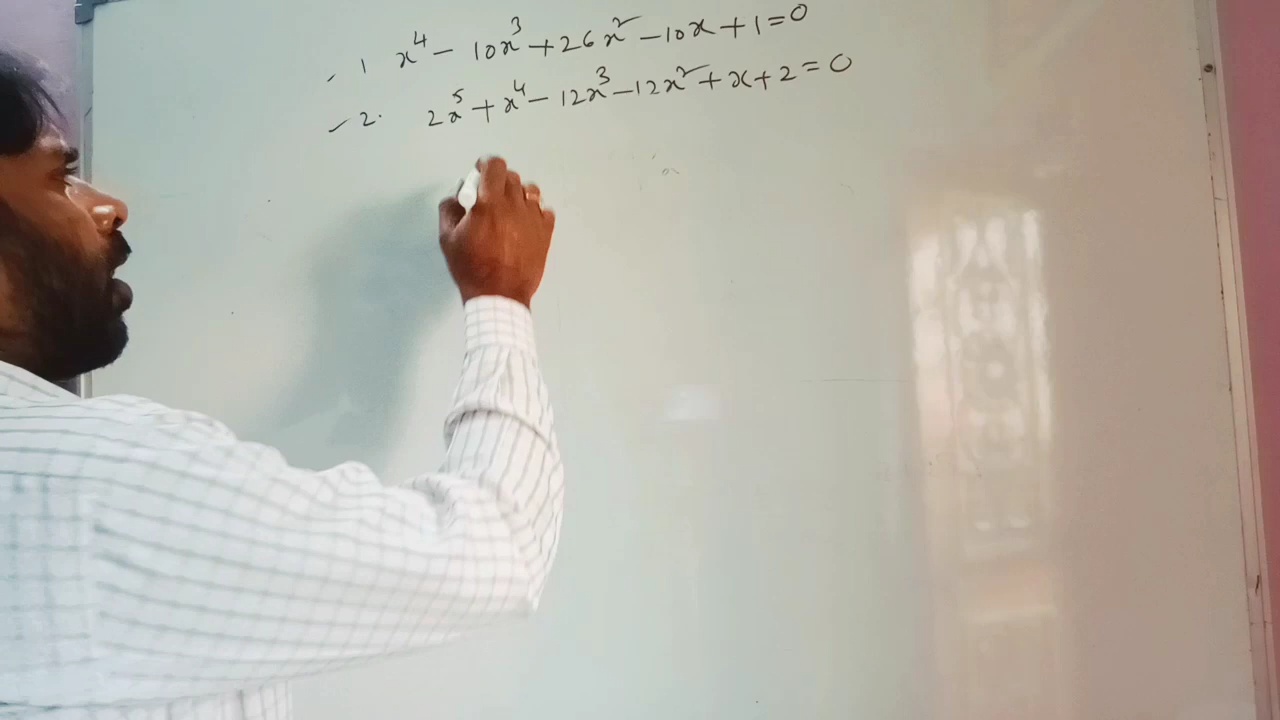 1 x⁴ - 10x³ + 26x² - 10x + 1 = 0
2. 2x⁵ + x⁴ - 12x³ - 12x² + x + 2 = 0